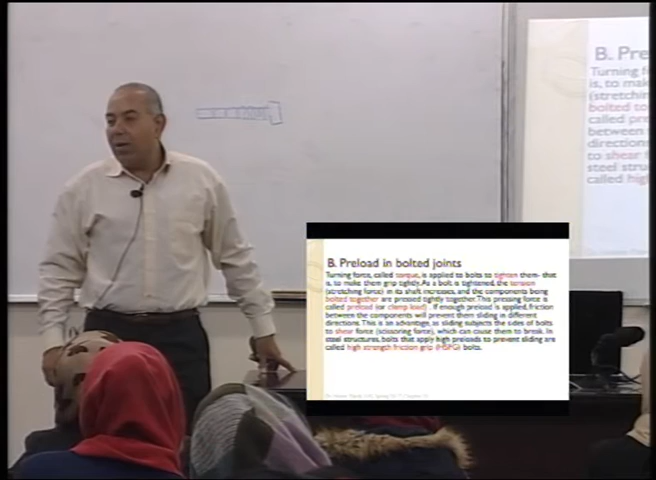 B. Preload in bolted joints
Turning force, called torque, is applied to bolts to tighten them- that
is, to make them grip tightly. As a bolt is tightened, the tension
(stretching force) in its shaft increases, and the components being
bolted together are pressed tightly together. This pressing force is
called preload (or clamp load). If enough preload is applied, friction
between the components will prevent them sliding in different
directions. This is an advantage, as sliding subjects the sides of bolts
to shear force (scissoring force), which can cause them to break. In
steel structures, bolts that apply high preloads to prevent sliding are
called high strength friction grip (HSFG) bolts.
B. Pre
Turning f
is, to mak
(stretchin
bolted to
called pre
between
direction
to shear
steel stru
called hig